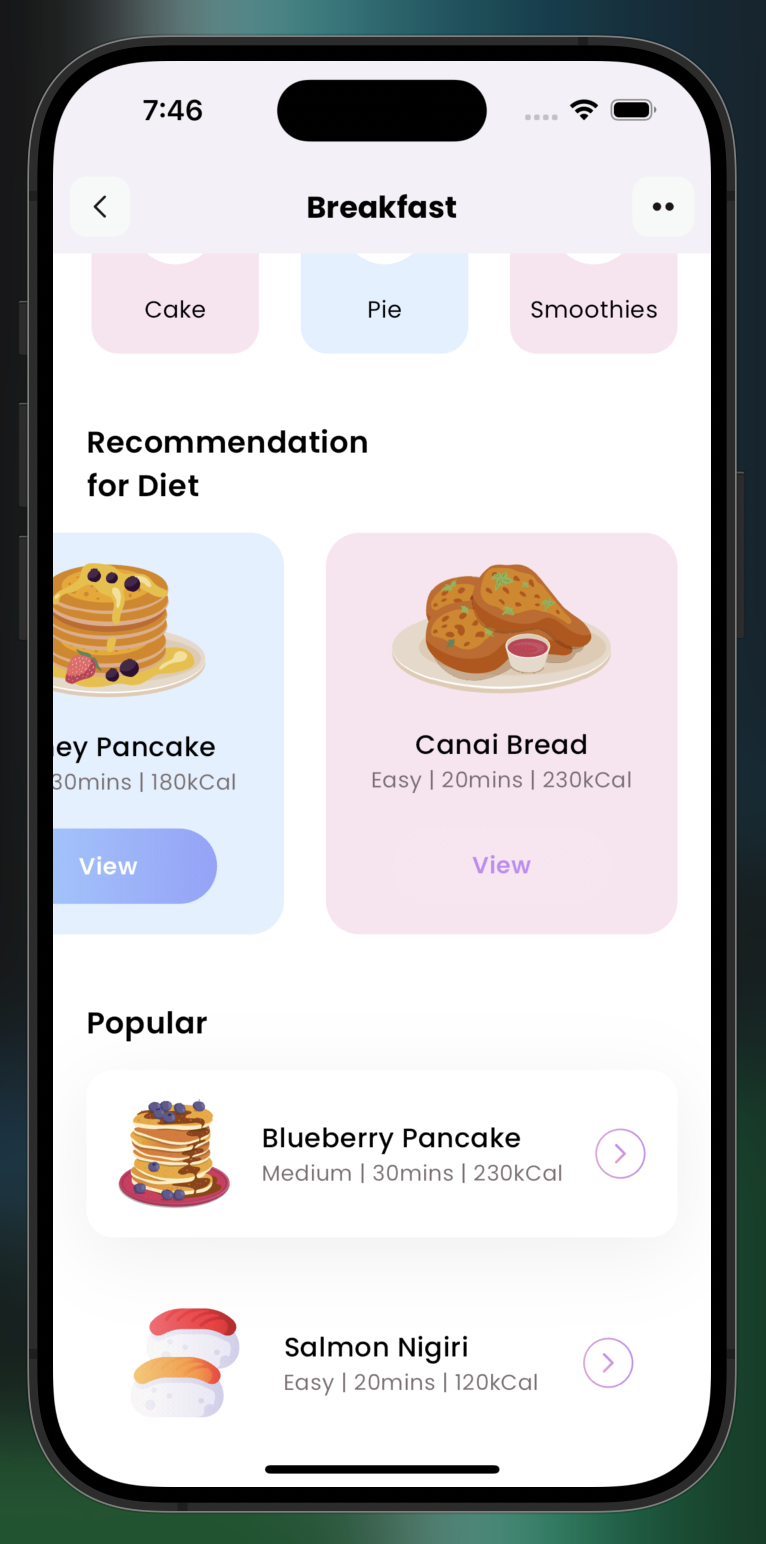 7:46
Breakfast
Cake
Pie
Smoothies
Recommendation
for Diet
Pancake
30mins | 180kCal
View
Canai Bread
Easy | 20mins | 230kCal
View
Popular
Blueberry Pancake
Medium | 30mins | 230kCal
Salmon Nigiri
Easy | 20mins | 120kCal